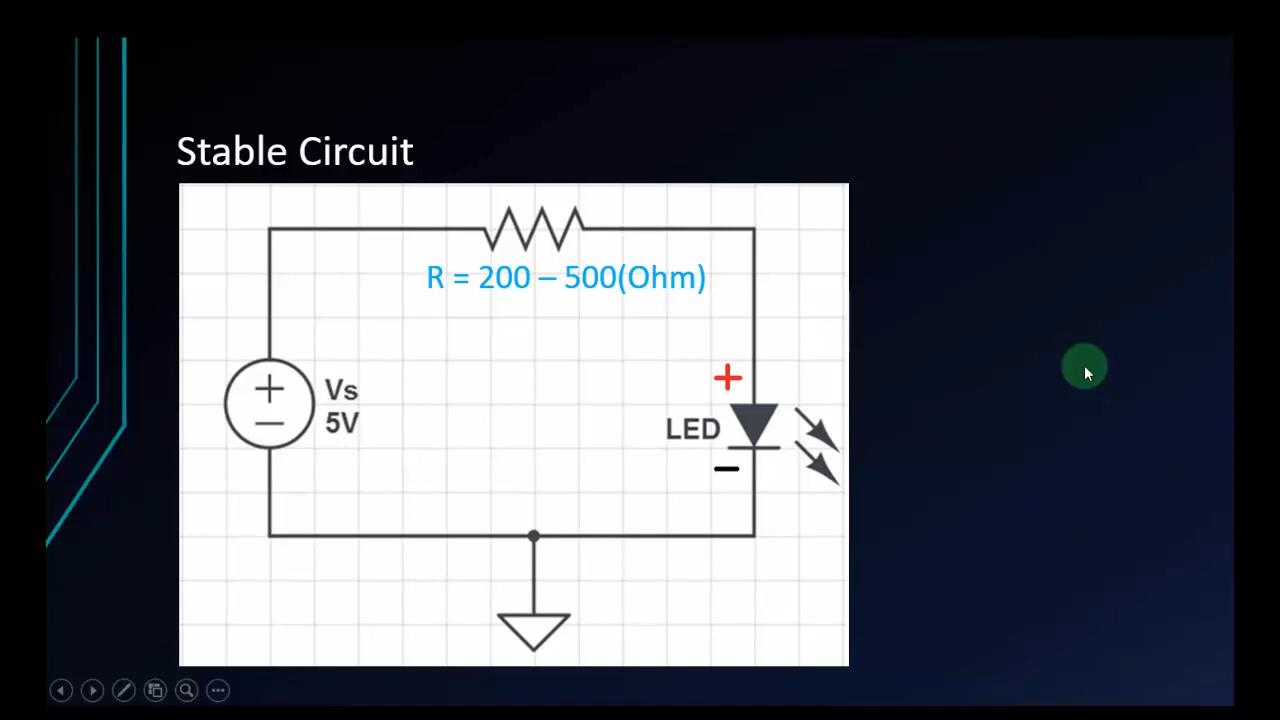 Stable Circuit
R = 200 – 500(Ohm)
Vs
5V
LED